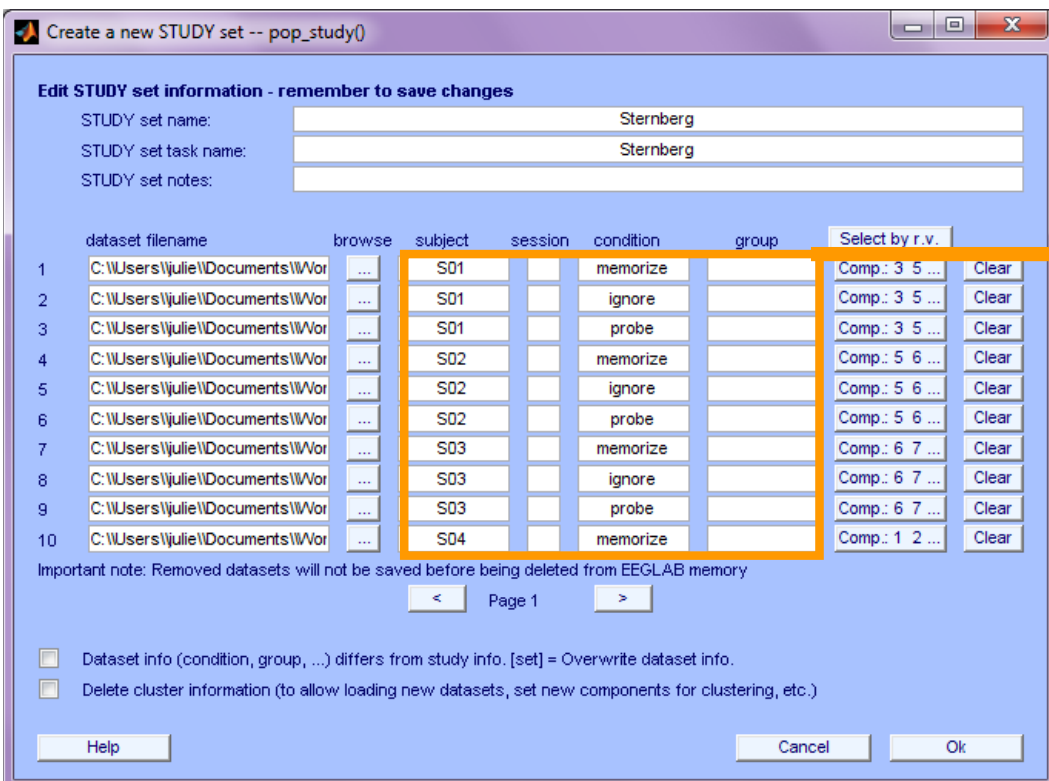 Create a new STUDY set -- pop_study()
Edit STUDY set information - remember to save changes
STUDY set name: Sternberg
STUDY set task name: Sternberg
STUDY set notes:
dataset filename browse subject session condition group Select by r.v.
1 C:\\Users\\julie\\Documents\\Wor ... S01 memorize Comp.: 3 5 ... Clear
2 C:\\Users\\julie\\Documents\\Wor ... S01 ignore Comp.: 3 5 ... Clear
3 C:\\Users\\julie\\Documents\\Wor ... S01 probe Comp.: 3 5 ... Clear
4 C:\\Users\\julie\\Documents\\Wor ... S02 memorize Comp.: 5 6 ... Clear
5 C:\\Users\\julie\\Documents\\Wor ... S02 ignore Comp.: 5 6 ... Clear
6 C:\\Users\\julie\\Documents\\Wor ... S02 probe Comp.: 5 6 ... Clear
7 C:\\Users\\julie\\Documents\\Wor ... S03 memorize Comp.: 6 7 ... Clear
8 C:\\Users\\julie\\Documents\\Wor ... S03 ignore Comp.: 6 7 ... Clear
9 C:\\Users\\julie\\Documents\\Wor ... S03 probe Comp.: 6 7 ... Clear
10 C:\\Users\\julie\\Documents\\Wor ... S04 memorize Comp.: 1 2 ... Clear
Important note: Removed datasets will not be saved before being deleted from EEGLAB memory
< Page 1 >
Dataset info (condition, group, ...) differs from study info. [set] = Overwrite dataset info.
Delete cluster information (to allow loading new datasets, set new components for clustering, etc.)
Help Cancel Ok